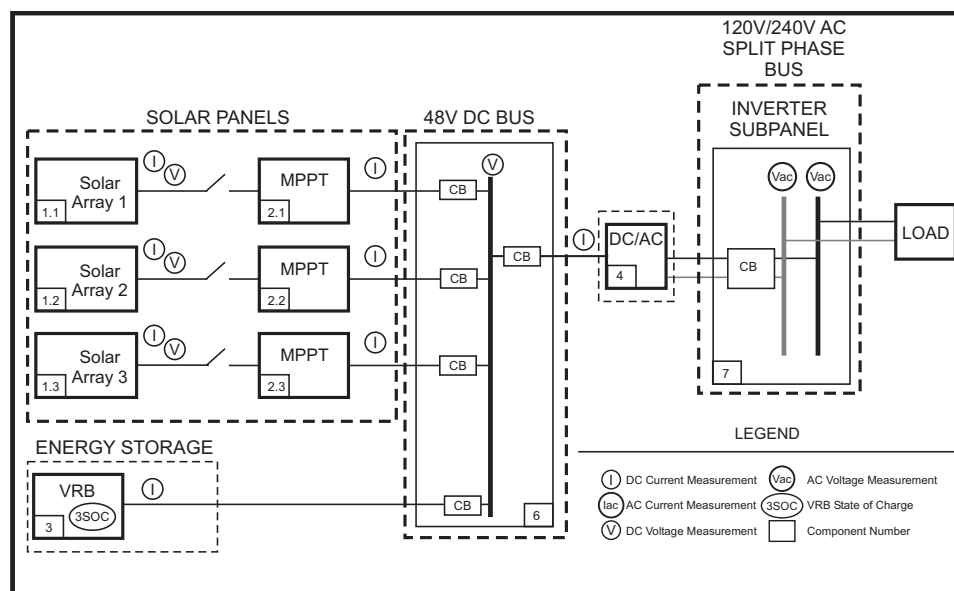 120V/240V AC
SPLIT PHASE
BUS
SOLAR PANELS
48V DC BUS
INVERTER
SUBPANEL
I
V
Solar
Array 1
1.1
MPPT
2.1
I
CB
V
Vac
Vac
I
V
Solar
Array 2
1.2
MPPT
2.2
I
CB
CB
I
DC/AC
4
CB
LOAD
I
V
Solar
Array 3
1.3
MPPT
2.3
I
CB
7
ENERGY STORAGE
VRB
3SOC
3
I
CB
6
LEGEND
I DC Current Measurement
Vac AC Voltage Measurement
Iac AC Current Measurement
3SOC VRB State of Charge
V DC Voltage Measurement
Component Number